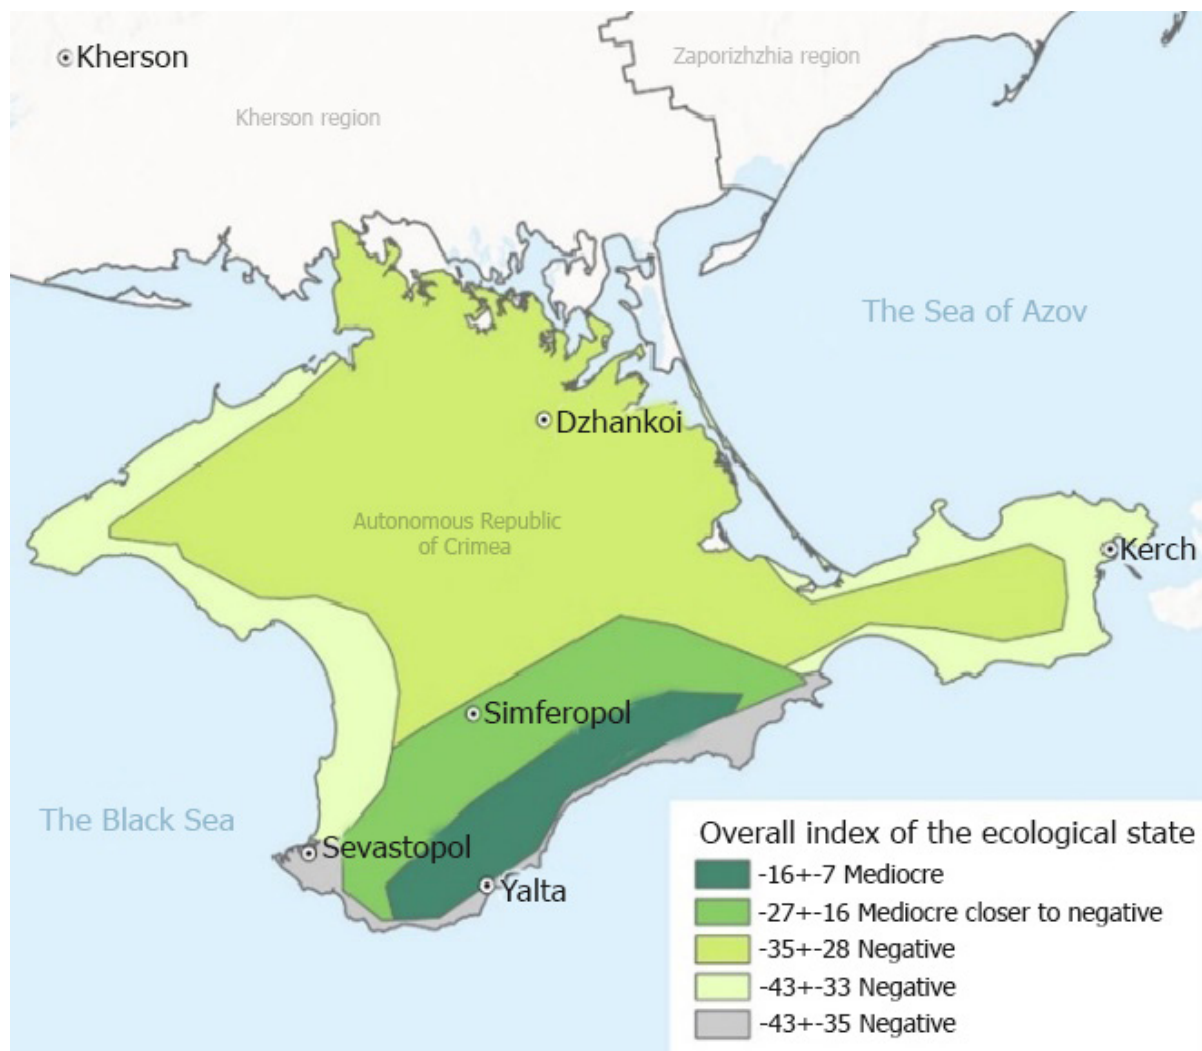 Kherson
Zaporizhzhia region
Kherson region
The Sea of Azov
Dzhankoi
Autonomous Republic
of Crimea
Kerch
Simferopol
The Black Sea
Sevastopol
Yalta
Overall index of the ecological state
-16+-7 Mediocre
-27+-16 Mediocre closer to negative
-35+-28 Negative
-43+-33 Negative
-43+-35 Negative